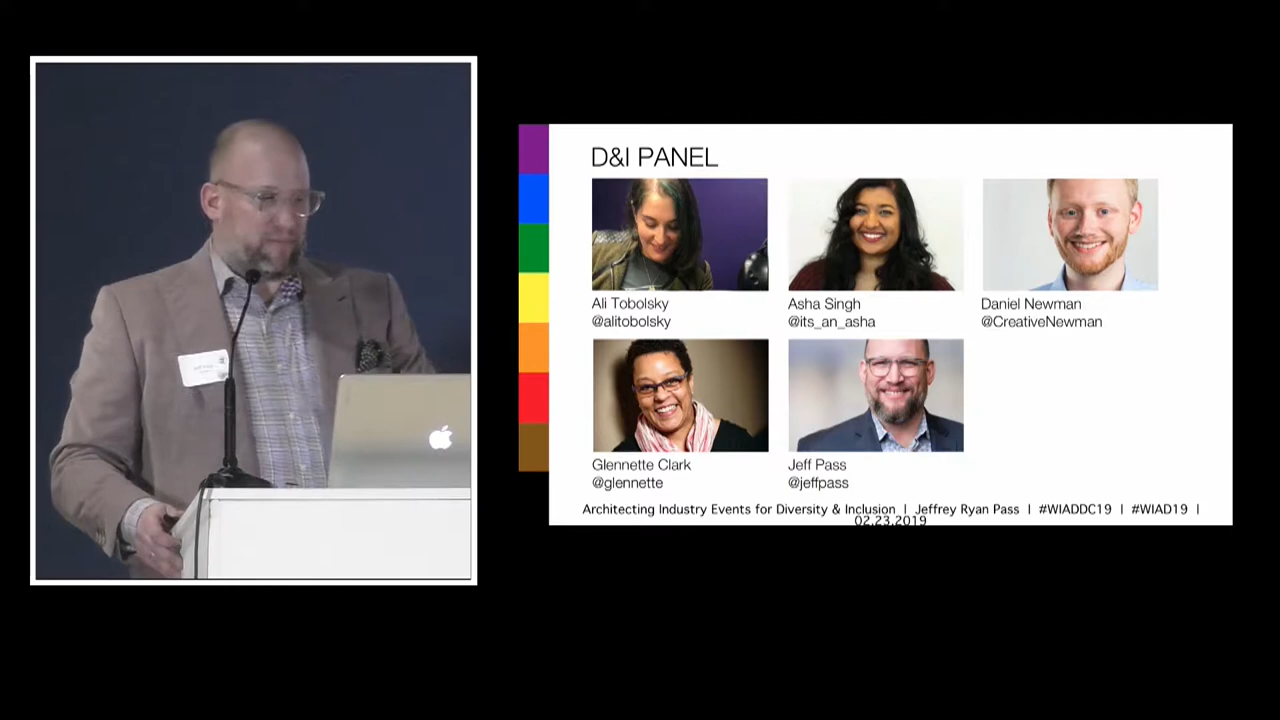 D&I PANEL
Ali Tobolsky
@alitobolsky
Asha Singh
@its_an_asha
Daniel Newman
@CreativeNewman
Glennette Clark
@glennette
Jeff Pass
@jeffpass
Architecting Industry Events for Diversity & Inclusion | Jeffrey Ryan Pass | #WIADDC19 | #WIAD19 |
02.23.2019